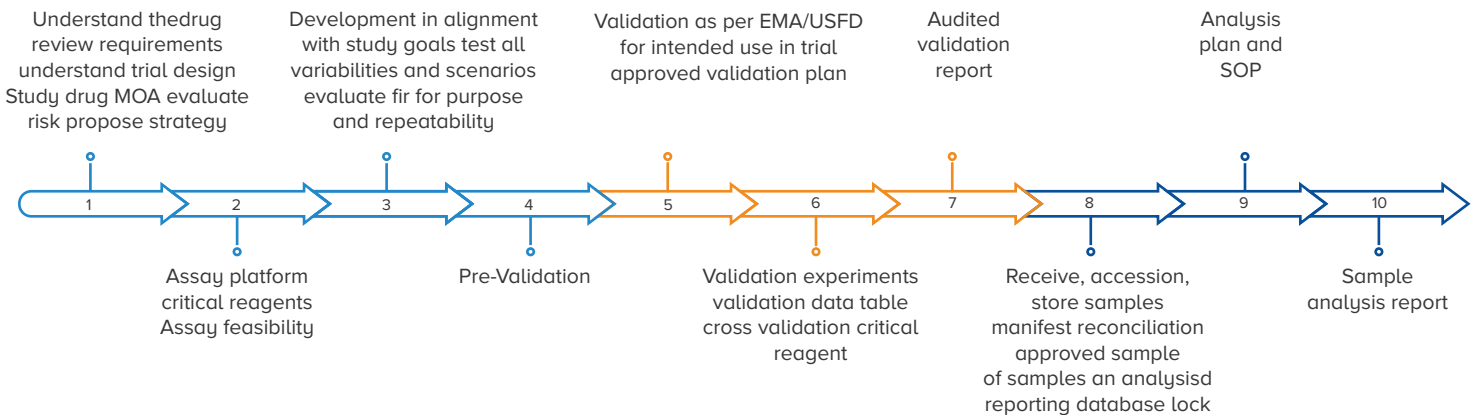 Understand thedrug
review requirements
understand trial design
Study drug MOA evaluate
risk propose strategy
Development in alignment
with study goals test all
variabilities and scenarios
evaluate fir for purpose
and repeatability
Validation as per EMA/USFD
for intended use in trial
approved validation plan
Audited
validation
report
Analysis
plan and
SOP
1
2
3
4
5
6
7
8
9
10
Assay platform
critical reagents
Assay feasibility
Pre-Validation
Validation experiments
validation data table
cross validation critical
reagent
Receive, accession,
store samples
manifest reconciliation
approved sample
of samples an analysisd
reporting database lock
Sample
analysis report